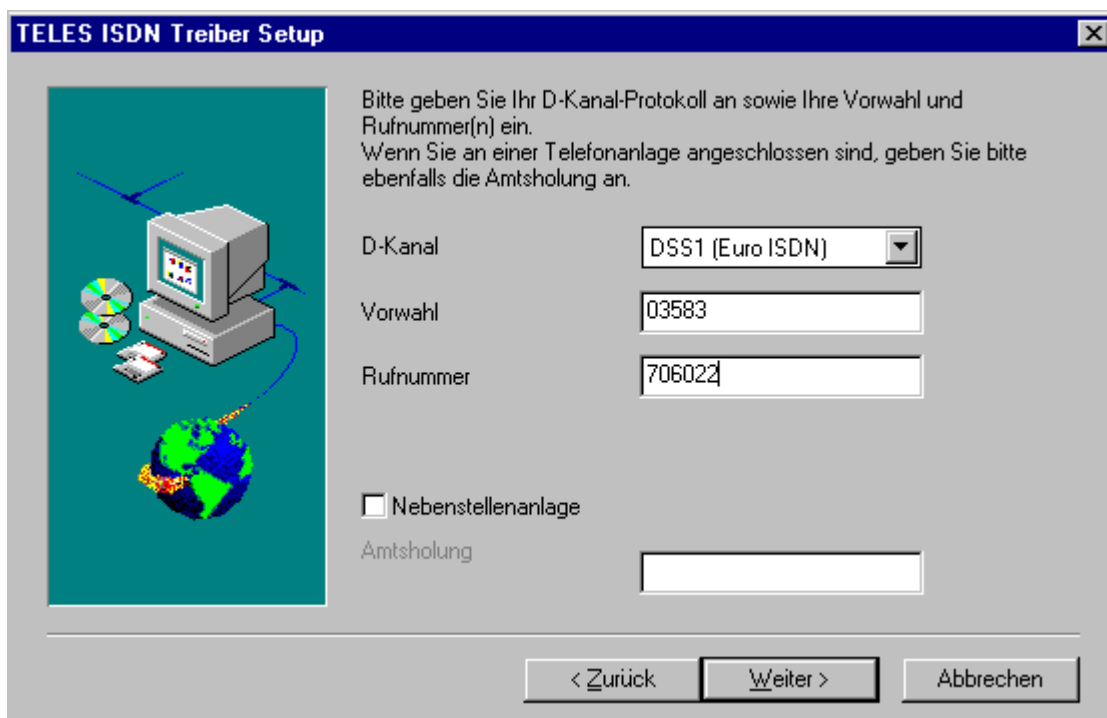 TELES ISDN Treiber Setup
Bitte geben Sie Ihr D-Kanal-Protokoll an sowie Ihre Vorwahl und
Rufnummer(n) ein.
Wenn Sie an einer Telefonanlage angeschlossen sind, geben Sie bitte
ebenfalls die Amtsholung an.
D-Kanal DSS1 (Euro ISDN)
Vorwahl 03583
Rufnummer 706022
Nebenstellenanlage
Amtsholung
< Zurück Weiter > Abbrechen